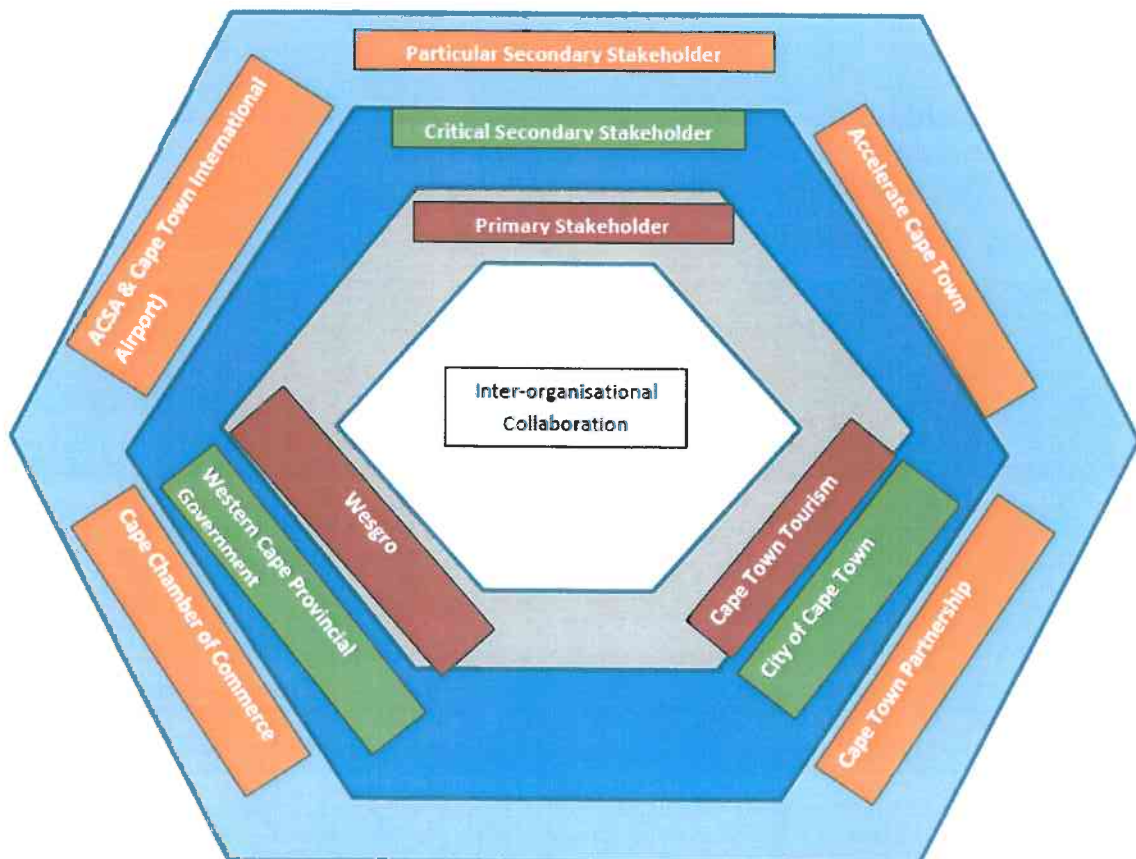 Particular Secondary Stakeholder
Critical Secondary Stakeholder
Primary Stakeholder
ACSA & Cape Town International
Airport)
Accelerate Cape Town
Inter-organisational
Collaboration
Wesgro
Western Cape Provincial
Government
Cape Chamber of Commerce
Cape Town Tourism
City of Cape Town
Cape Town Partnership